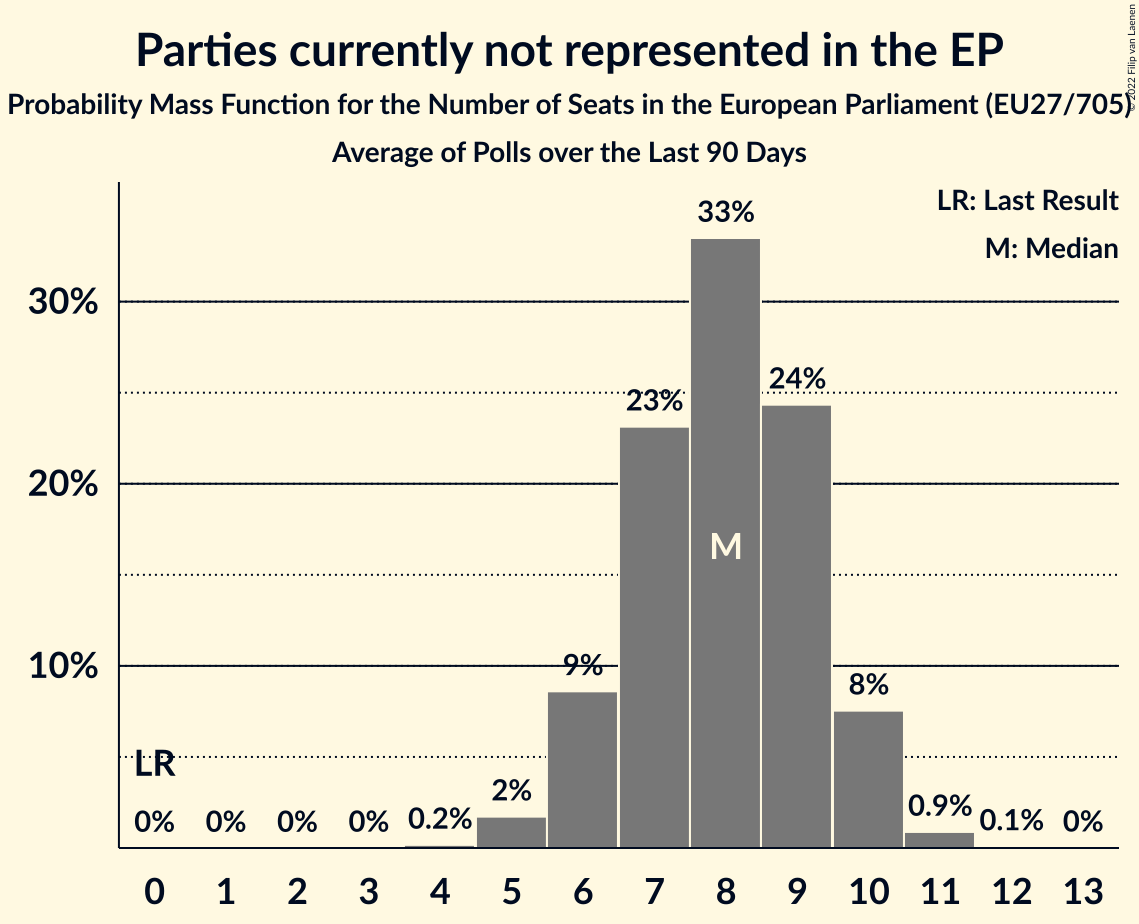 Parties currently not represented in the EP
Probability Mass Function for the Number of Seats in the European Parliament (EU27/705)
Average of Polls over the Last 90 Days
© 2022 Filip van Laenen
LR: Last Result
M: Median
30%
20%
10%
LR
0%
0%
0%
0%
0.2%
2%
9%
23%
33%
M
24%
8%
0.9%
0.1%
0%
0 1 2 3 4 5 6 7 8 9 10 11 12 13